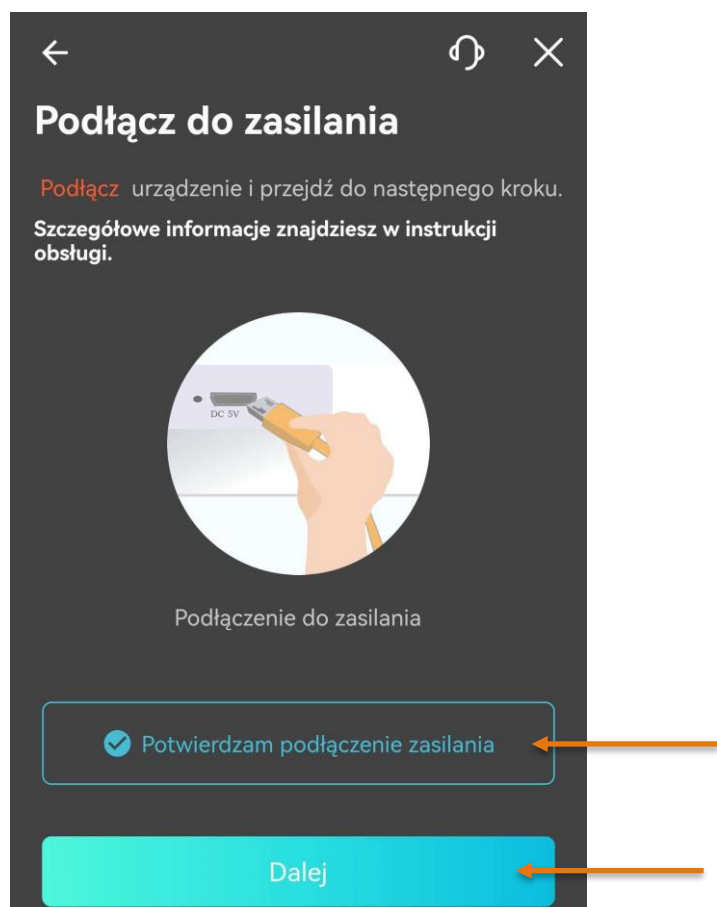 Podłącz do zasilania
Podłącz urządzenie i przejdź do następnego kroku.
Szczegółowe informacje znajdziesz w instrukcji
obsługi.
DC 5V
Podłączenie do zasilania
Potwierdzam podłączenie zasilania
Dalej